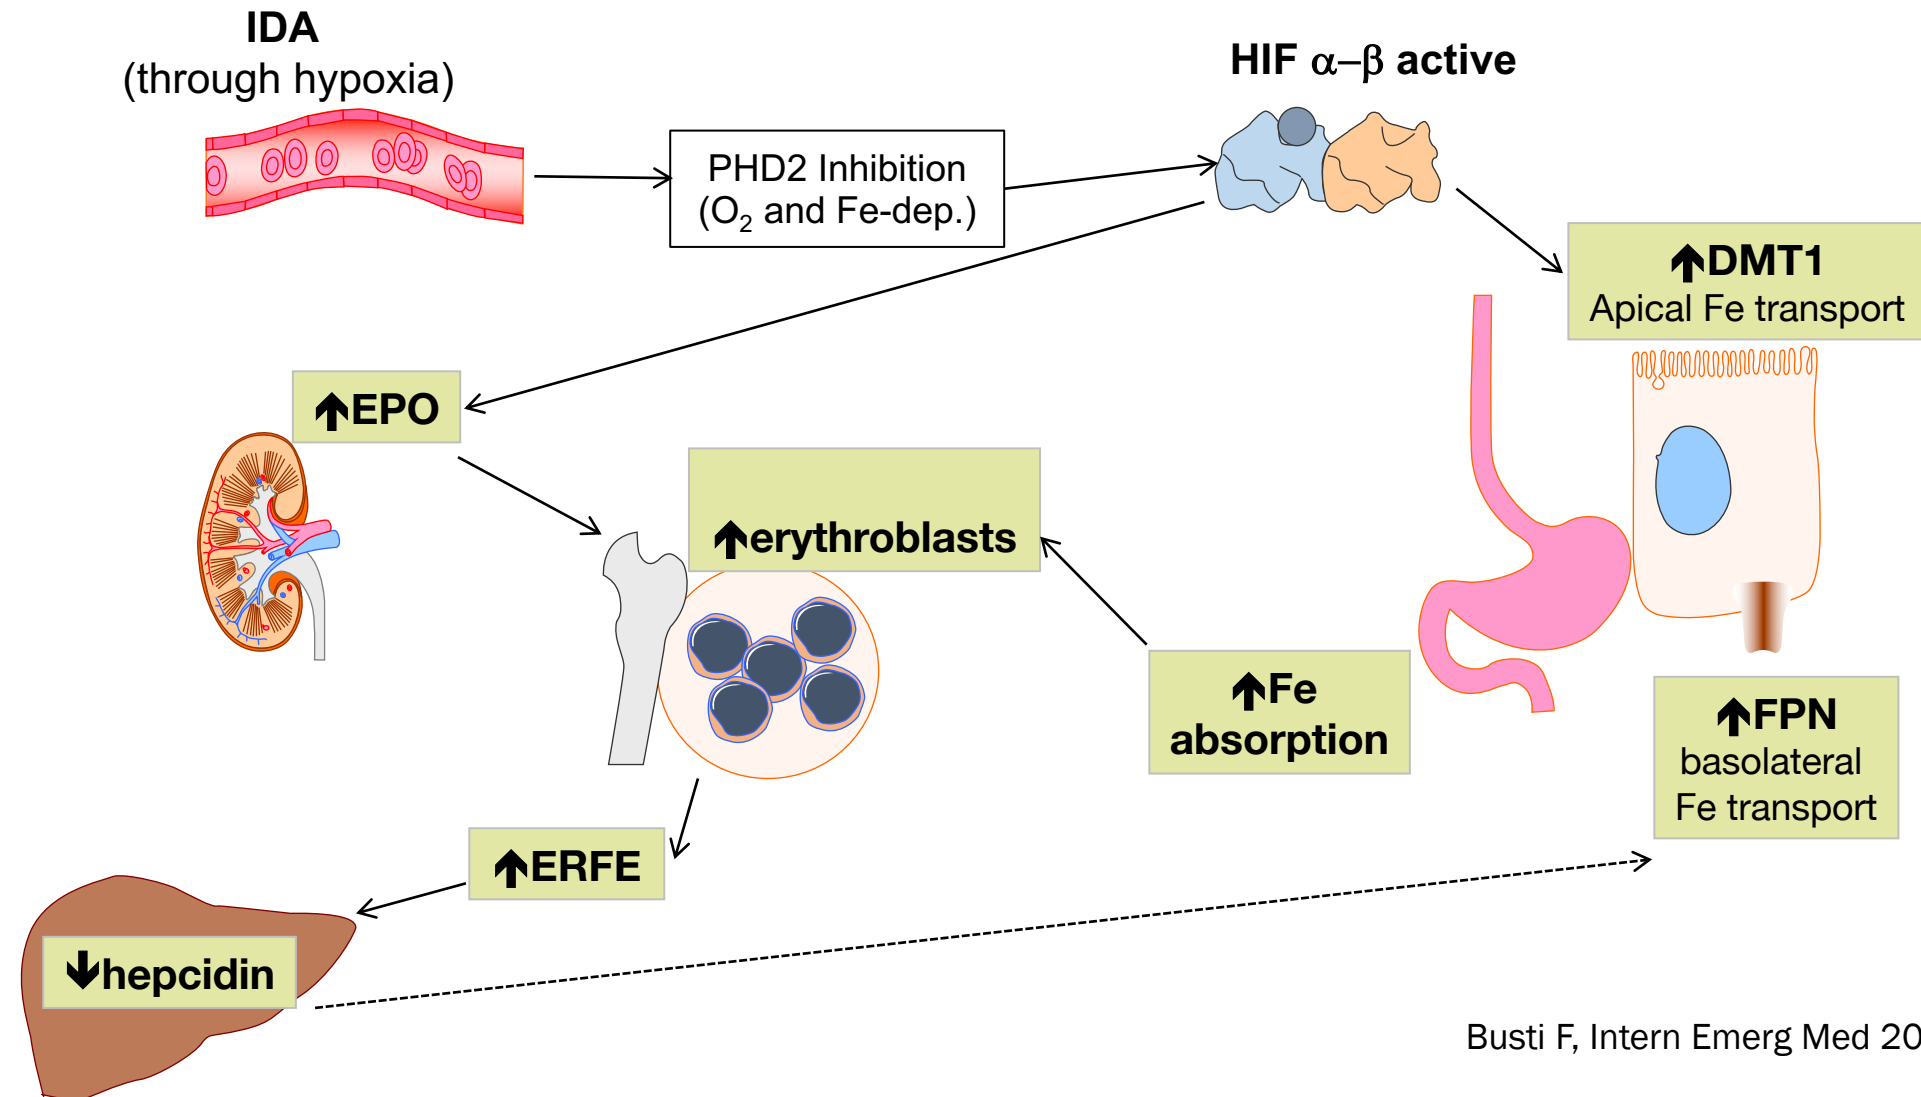 IDA
(through hypoxia)
HIF α–β active
PHD2 Inhibition
(O₂ and Fe-dep.)
↑DMT1
Apical Fe transport
↑EPO
↑erythroblasts
↑Fe
absorption
↑FPN
basolateral
Fe transport
↑ERFE
↓hepcidin
Busti F, Intern Emerg Med 20